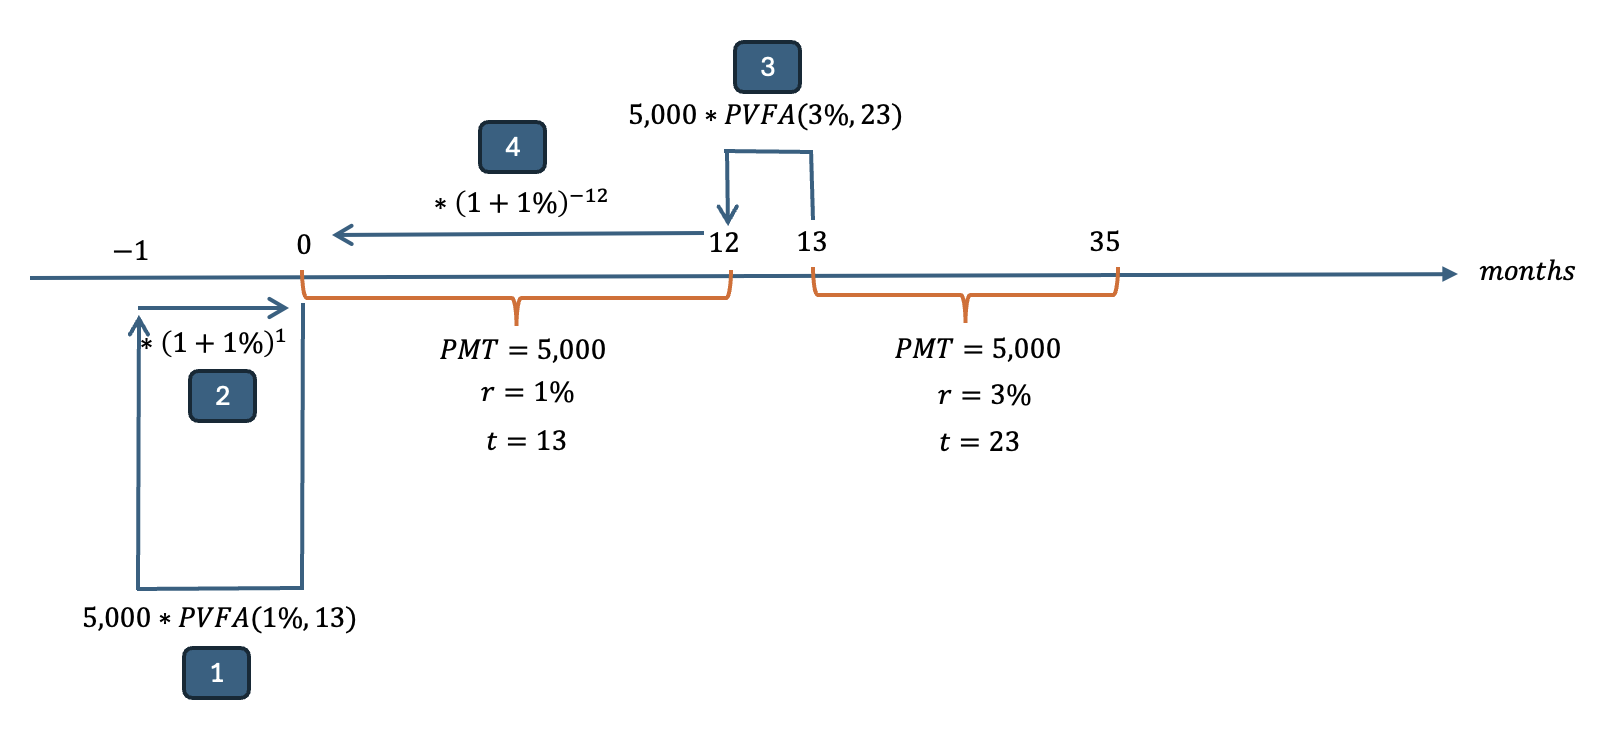 3
5,000 ∗ PVFA(3%, 23)
4
∗ (1 + 1%)⁻¹²
−1
0
12
13
35
months
∗ (1 + 1%)¹
2
PMT = 5,000
r = 1%
t = 13
PMT = 5,000
r = 3%
t = 23
5,000 ∗ PVFA(1%, 13)
1